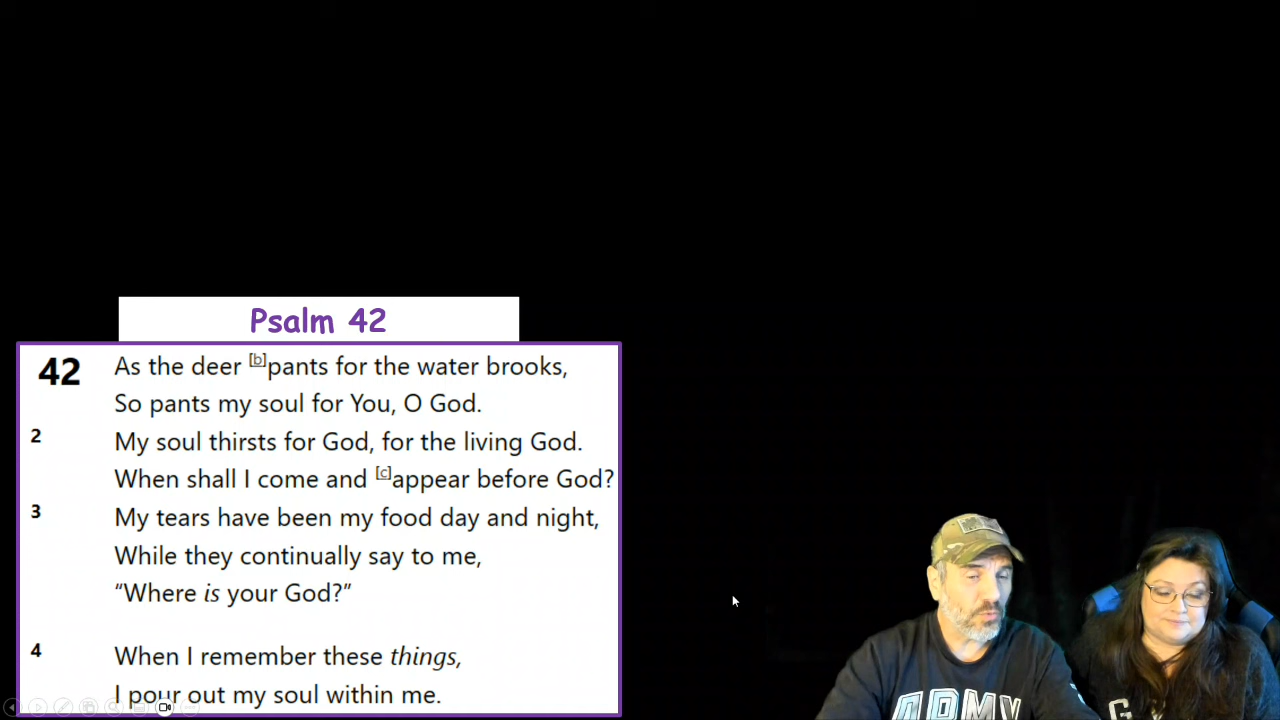 Psalm 42
42 As the deer [b]pants for the water brooks,
So pants my soul for You, O God.
2 My soul thirsts for God, for the living God.
When shall I come and [c]appear before God?
3 My tears have been my food day and night,
While they continually say to me,
“Where is your God?”
4 When I remember these things,
I pour out my soul within me.
ARMY
G